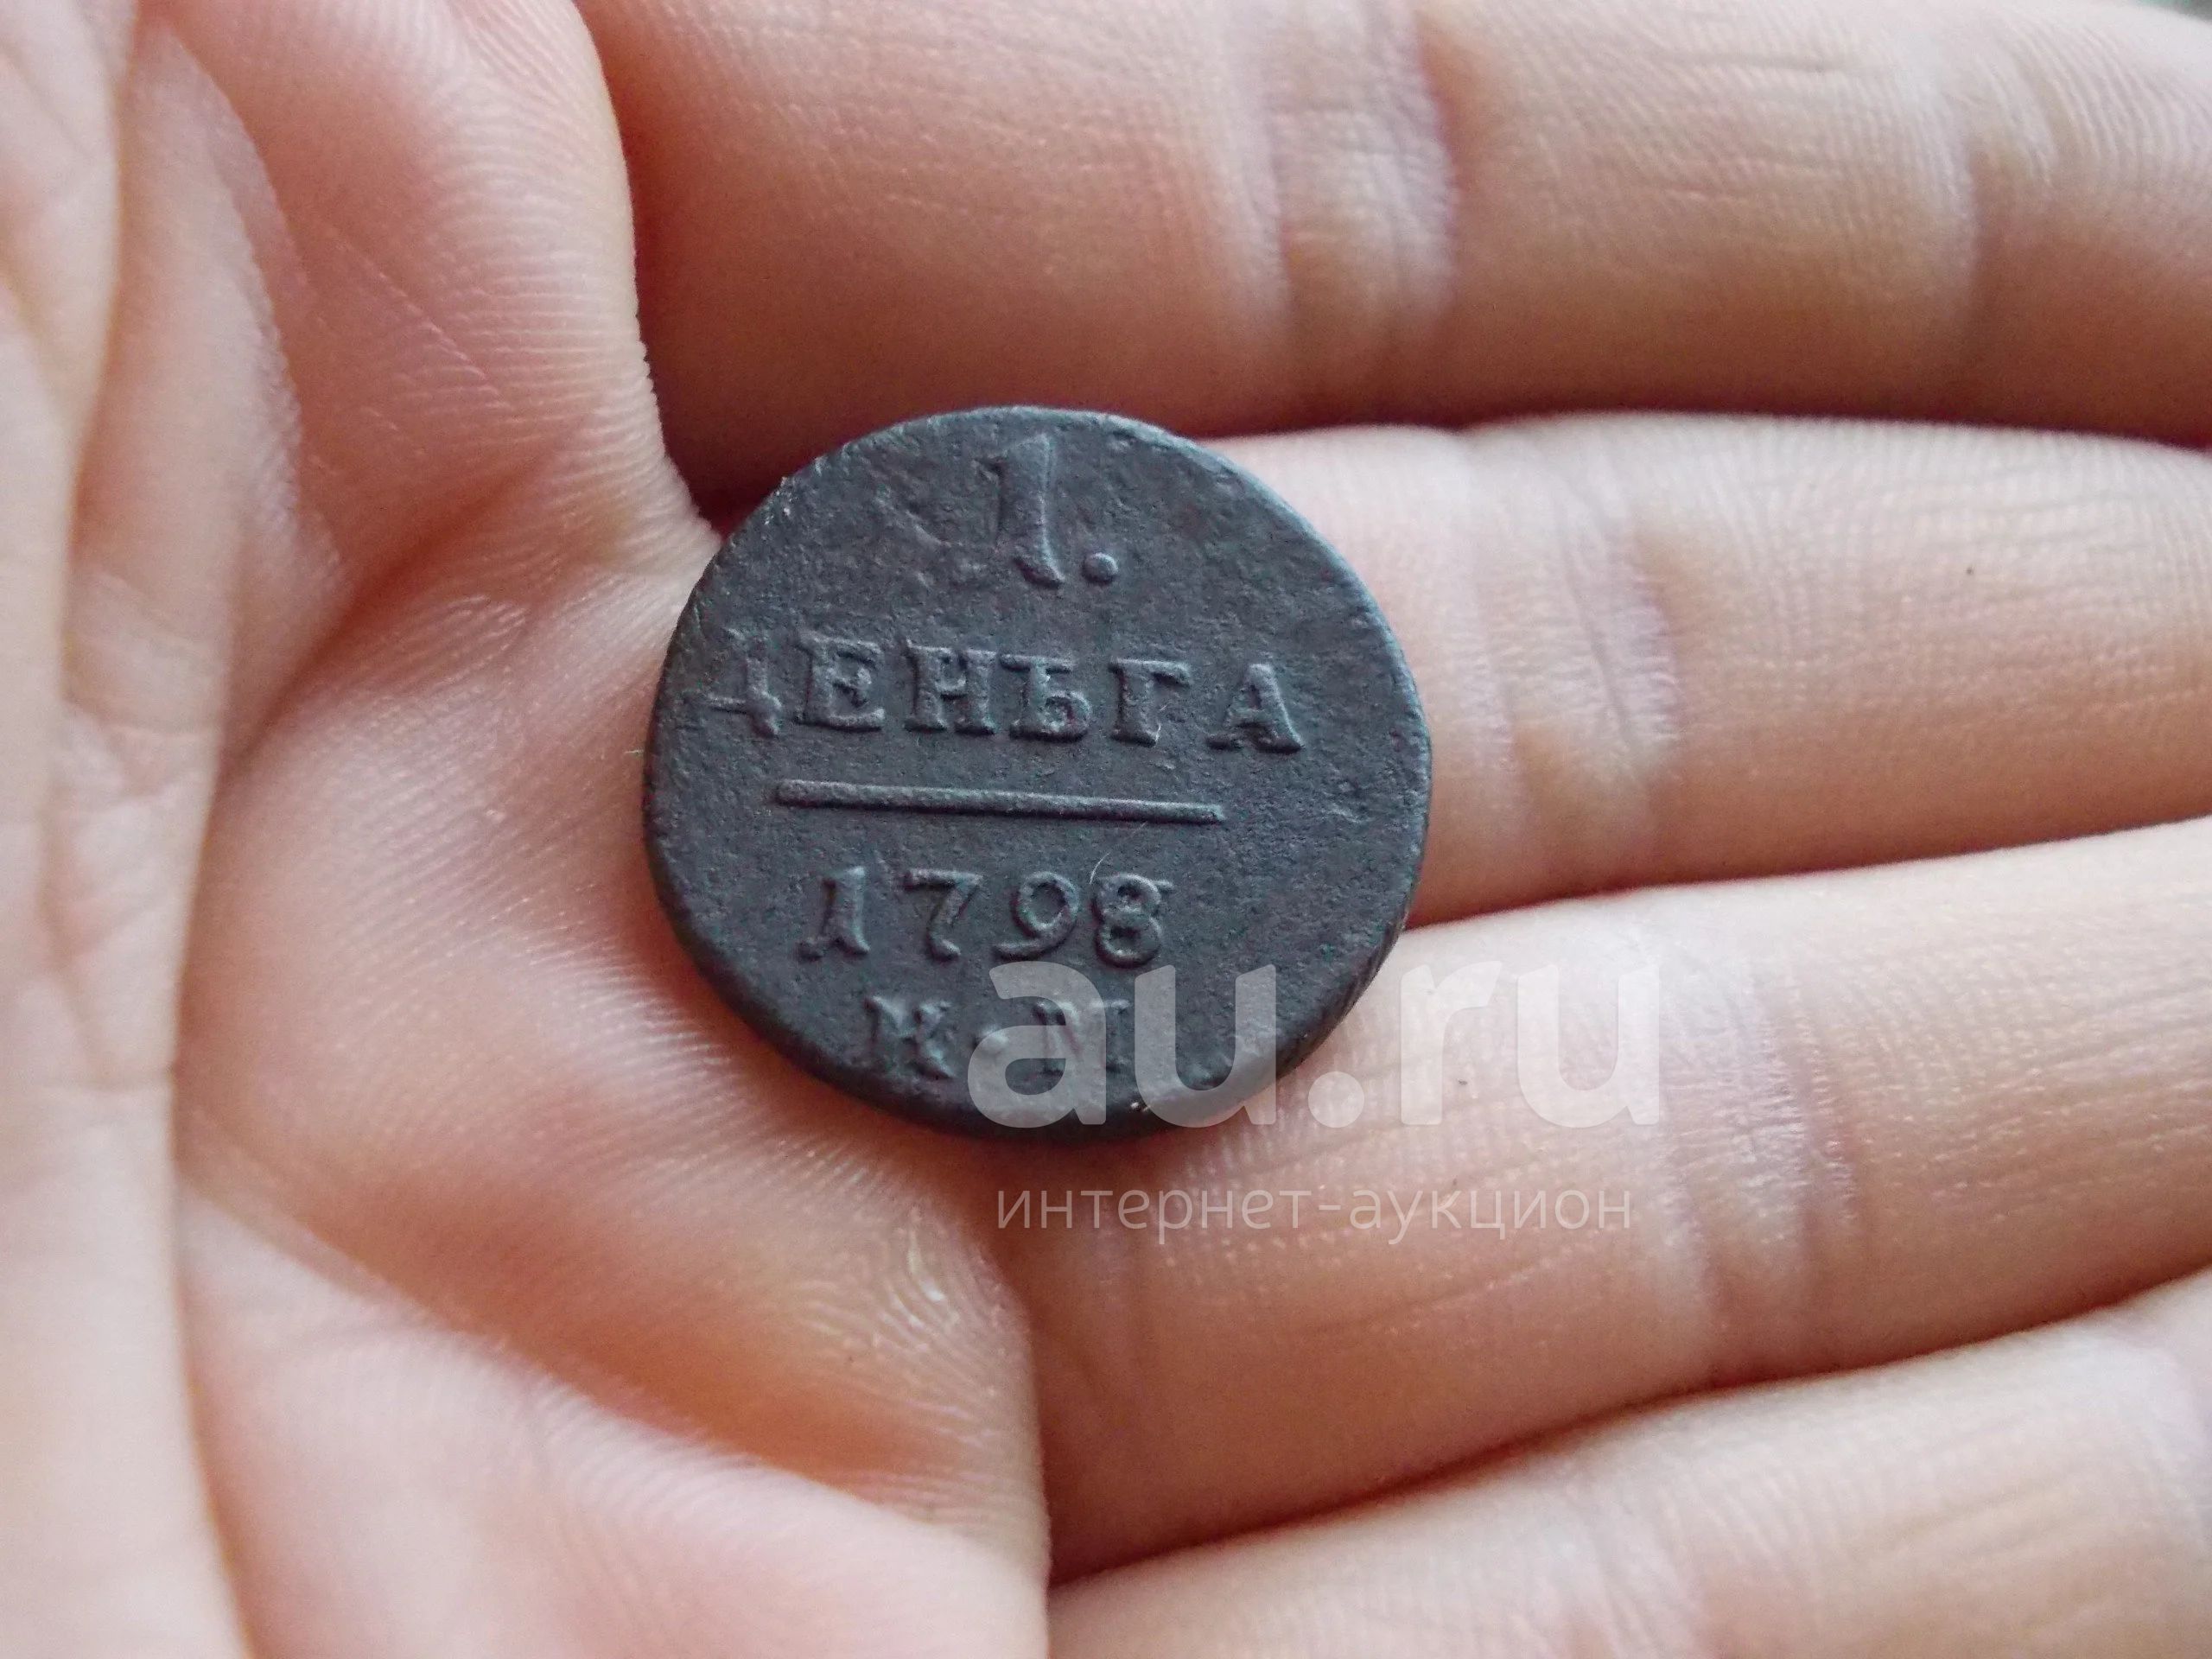 1.
ДЕНЬГА
1798
К·М
au.ru
интернет-аукцион